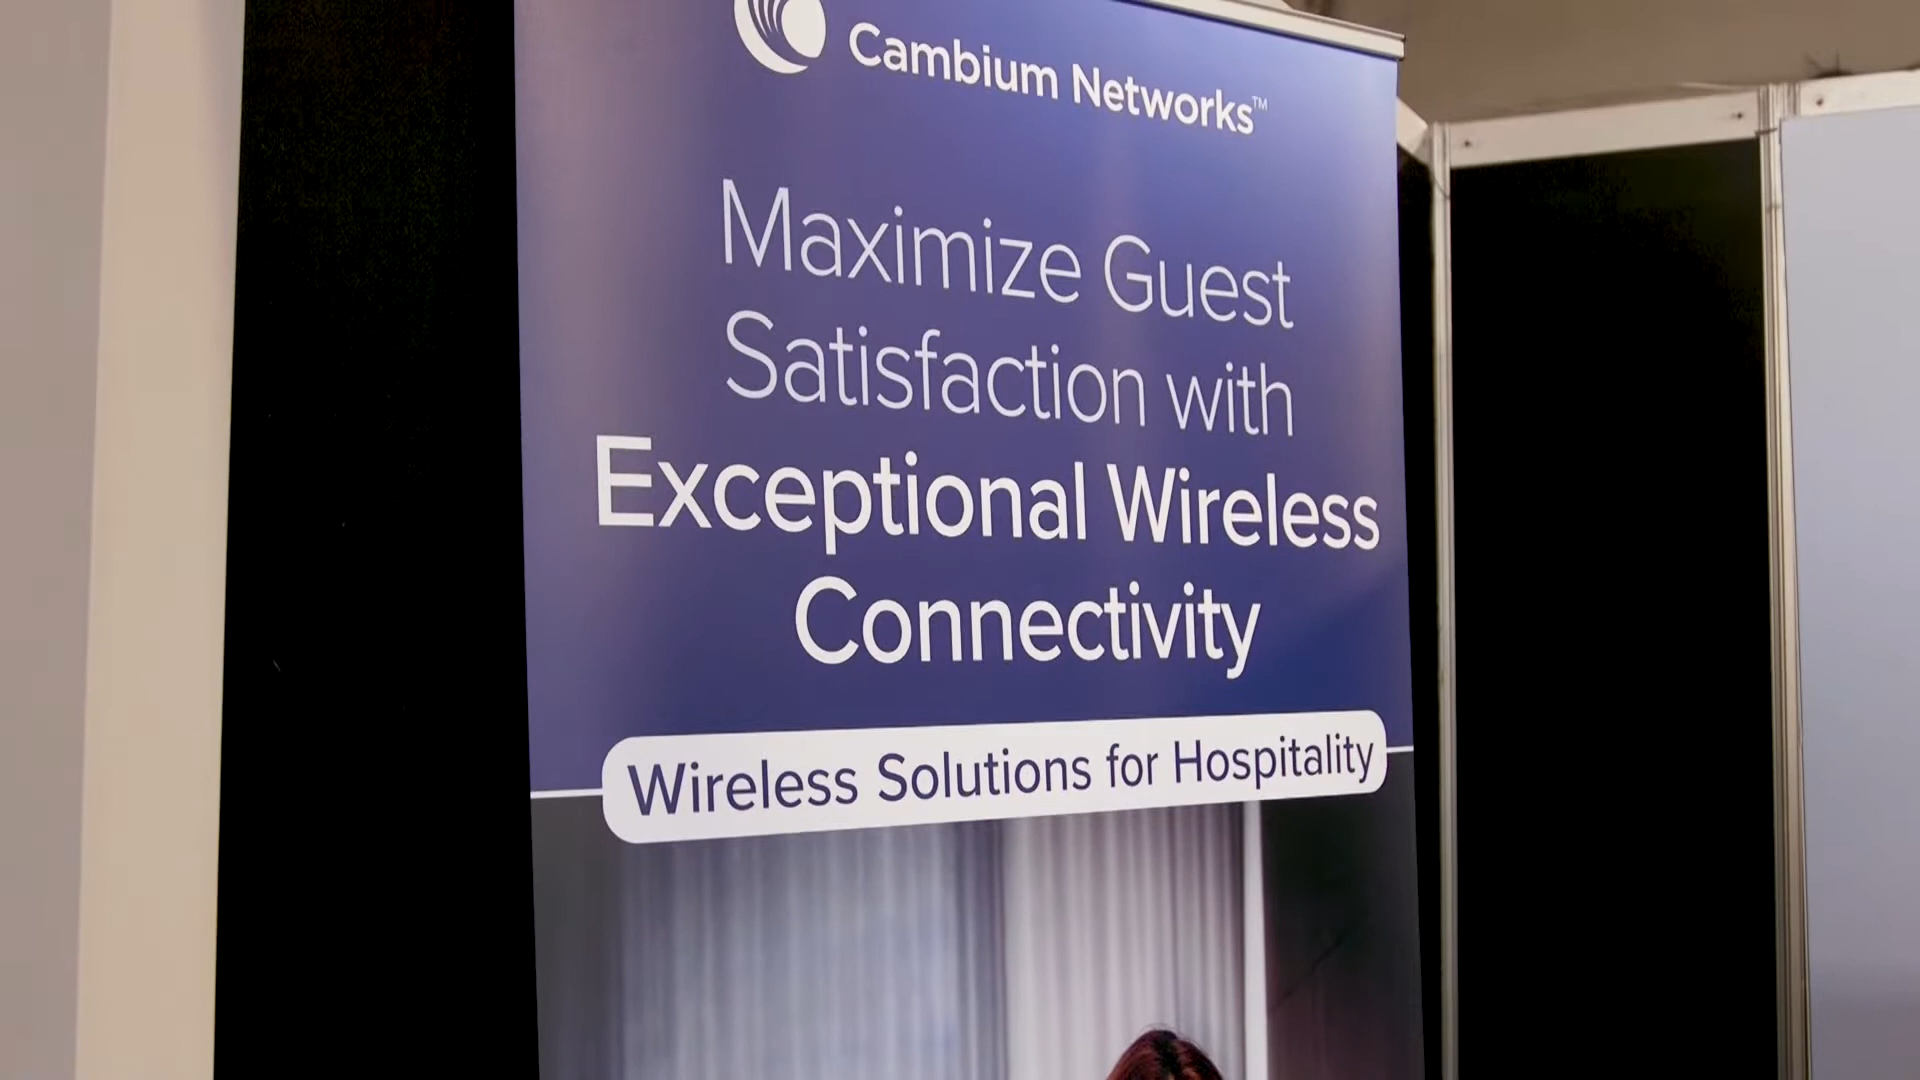 Cambium Networks™
Maximize Guest
Satisfaction with
Exceptional Wireless
Connectivity
Wireless Solutions for Hospitality